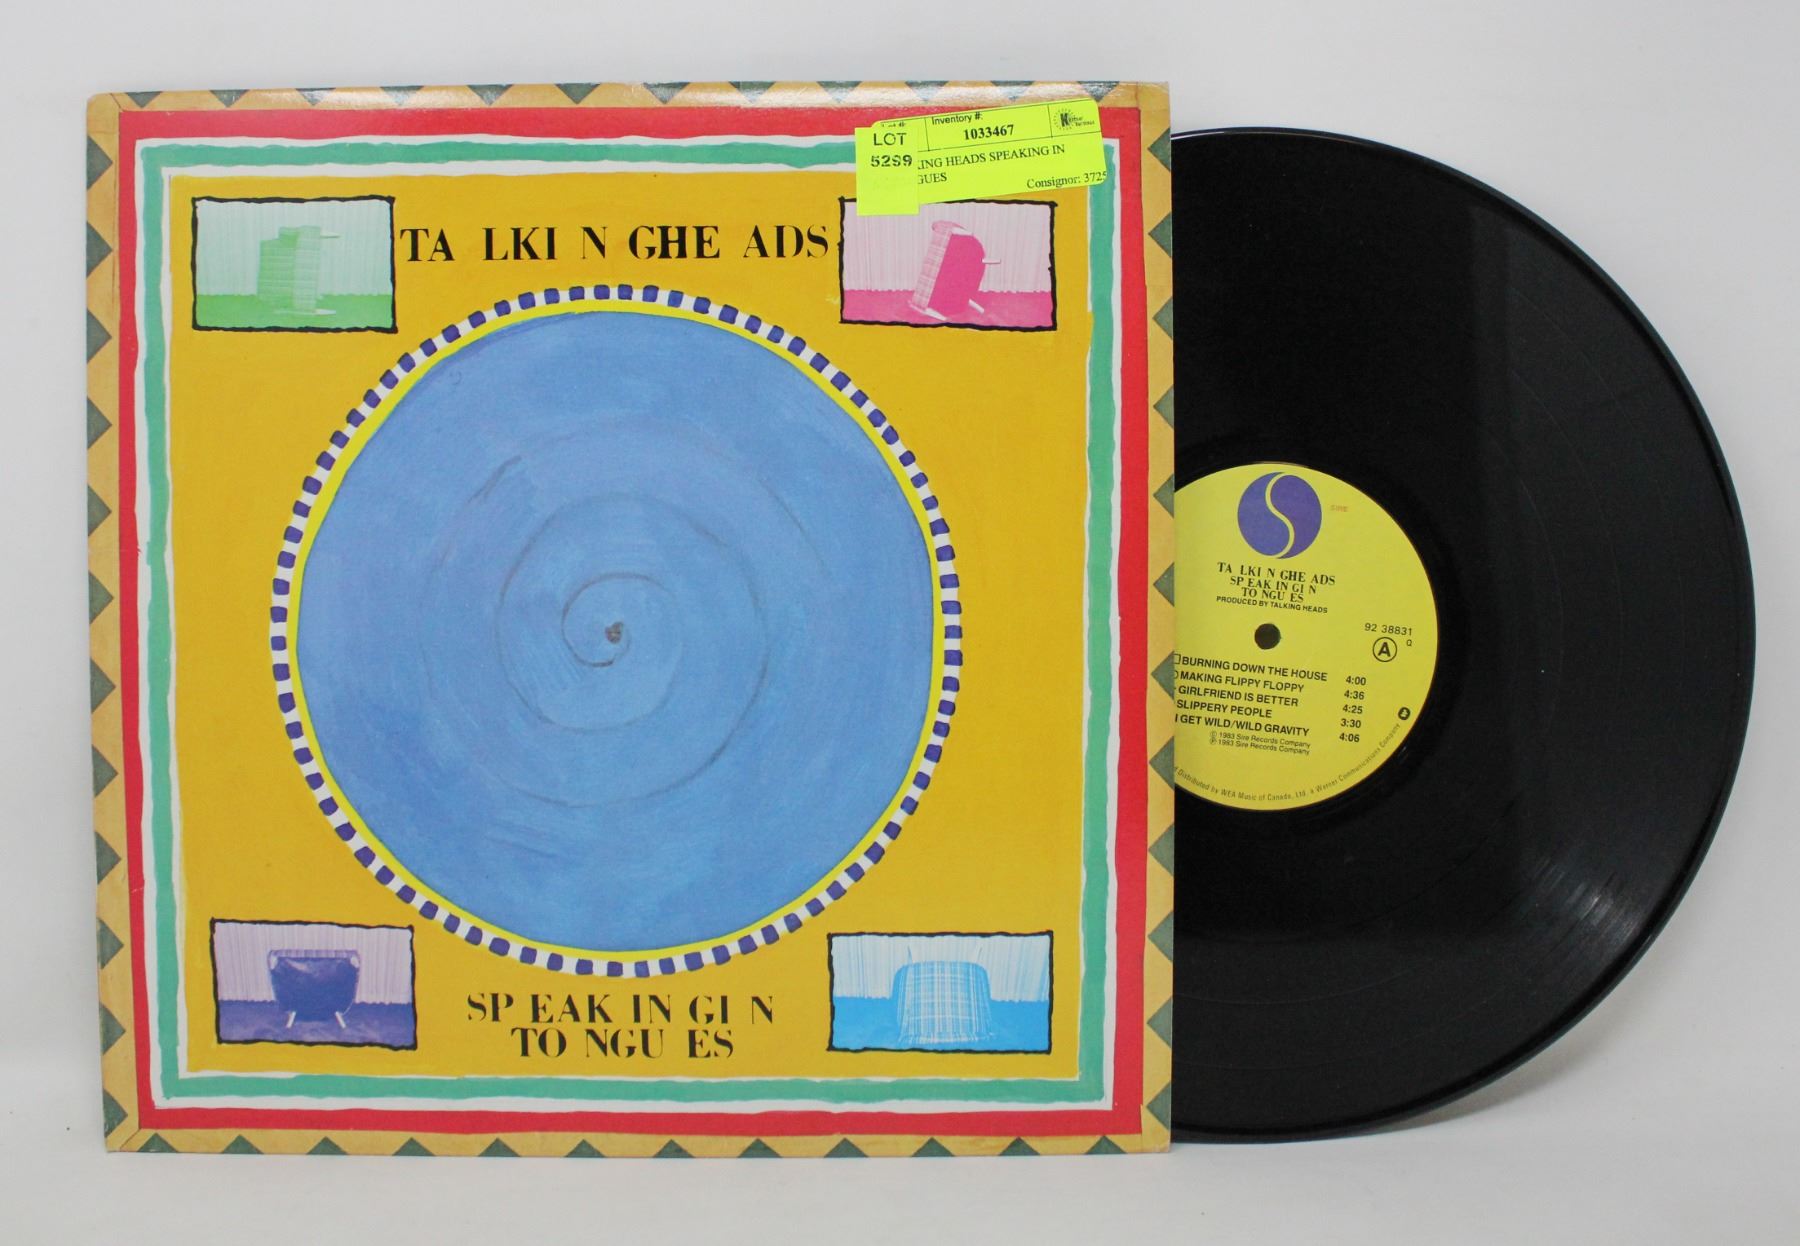 Inventory #:
1033467
LOT
5299
KING HEADS SPEAKING IN
GUES
Consignor: 3725
TA LKI N GHE ADS
SP EAK IN GI N
TO NGU ES
SIRE
TA LKI N GHE ADS
SP EAK IN GI N
TO NGU ES
PRODUCED BY TALKING HEADS
92 38831
Q
A
BURNING DOWN THE HOUSE 4:00
MAKING FLIPPY FLOPPY 4:36
GIRLFRIEND IS BETTER 4:25
SLIPPERY PEOPLE 3:30
I GET WILD/WILD GRAVITY 4:06
© 1983 Sire Records Company
℗ 1983 Sire Records Company
Distributed by WEA Music of Canada, Ltd. a Warner Communications Company